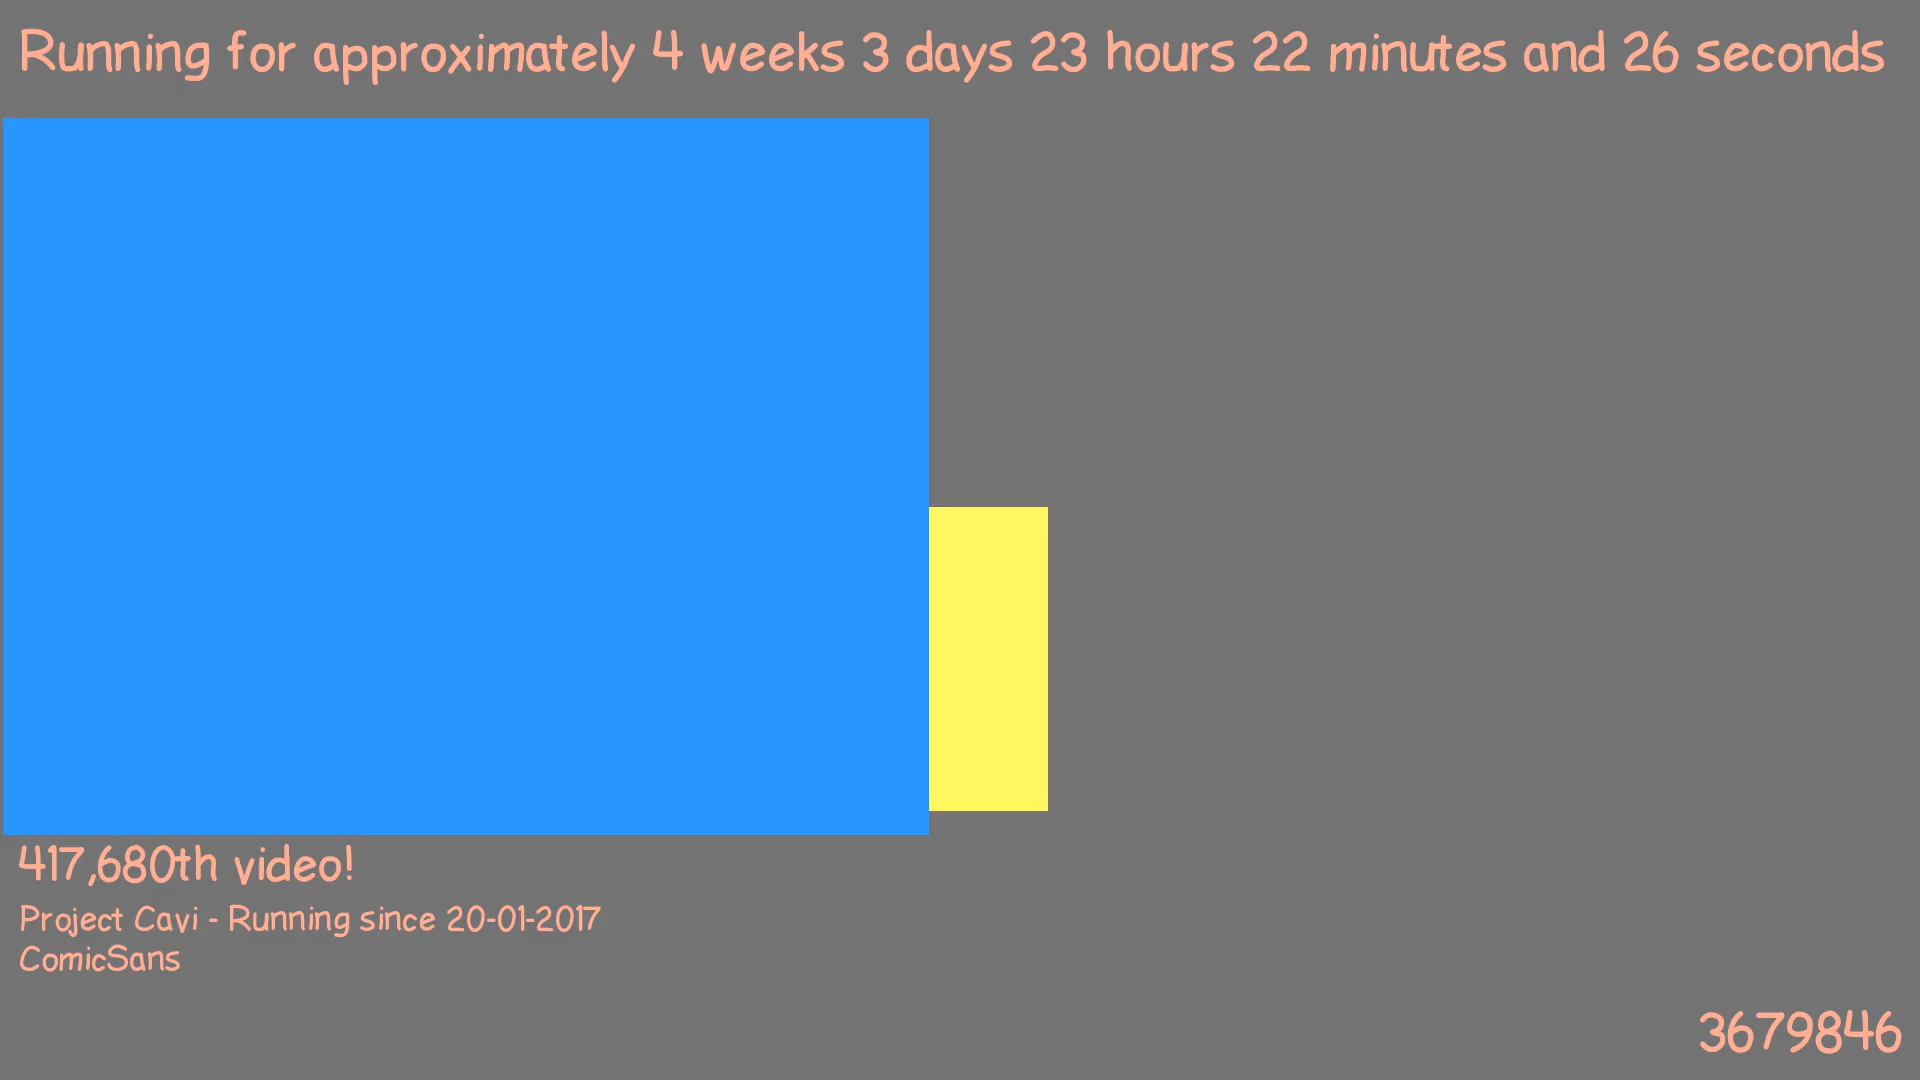 Running for approximately 4 weeks 3 days 23 hours 22 minutes and 26 seconds
417,680th video!
Project Cavi - Running since 20-01-2017
ComicSans
3679846